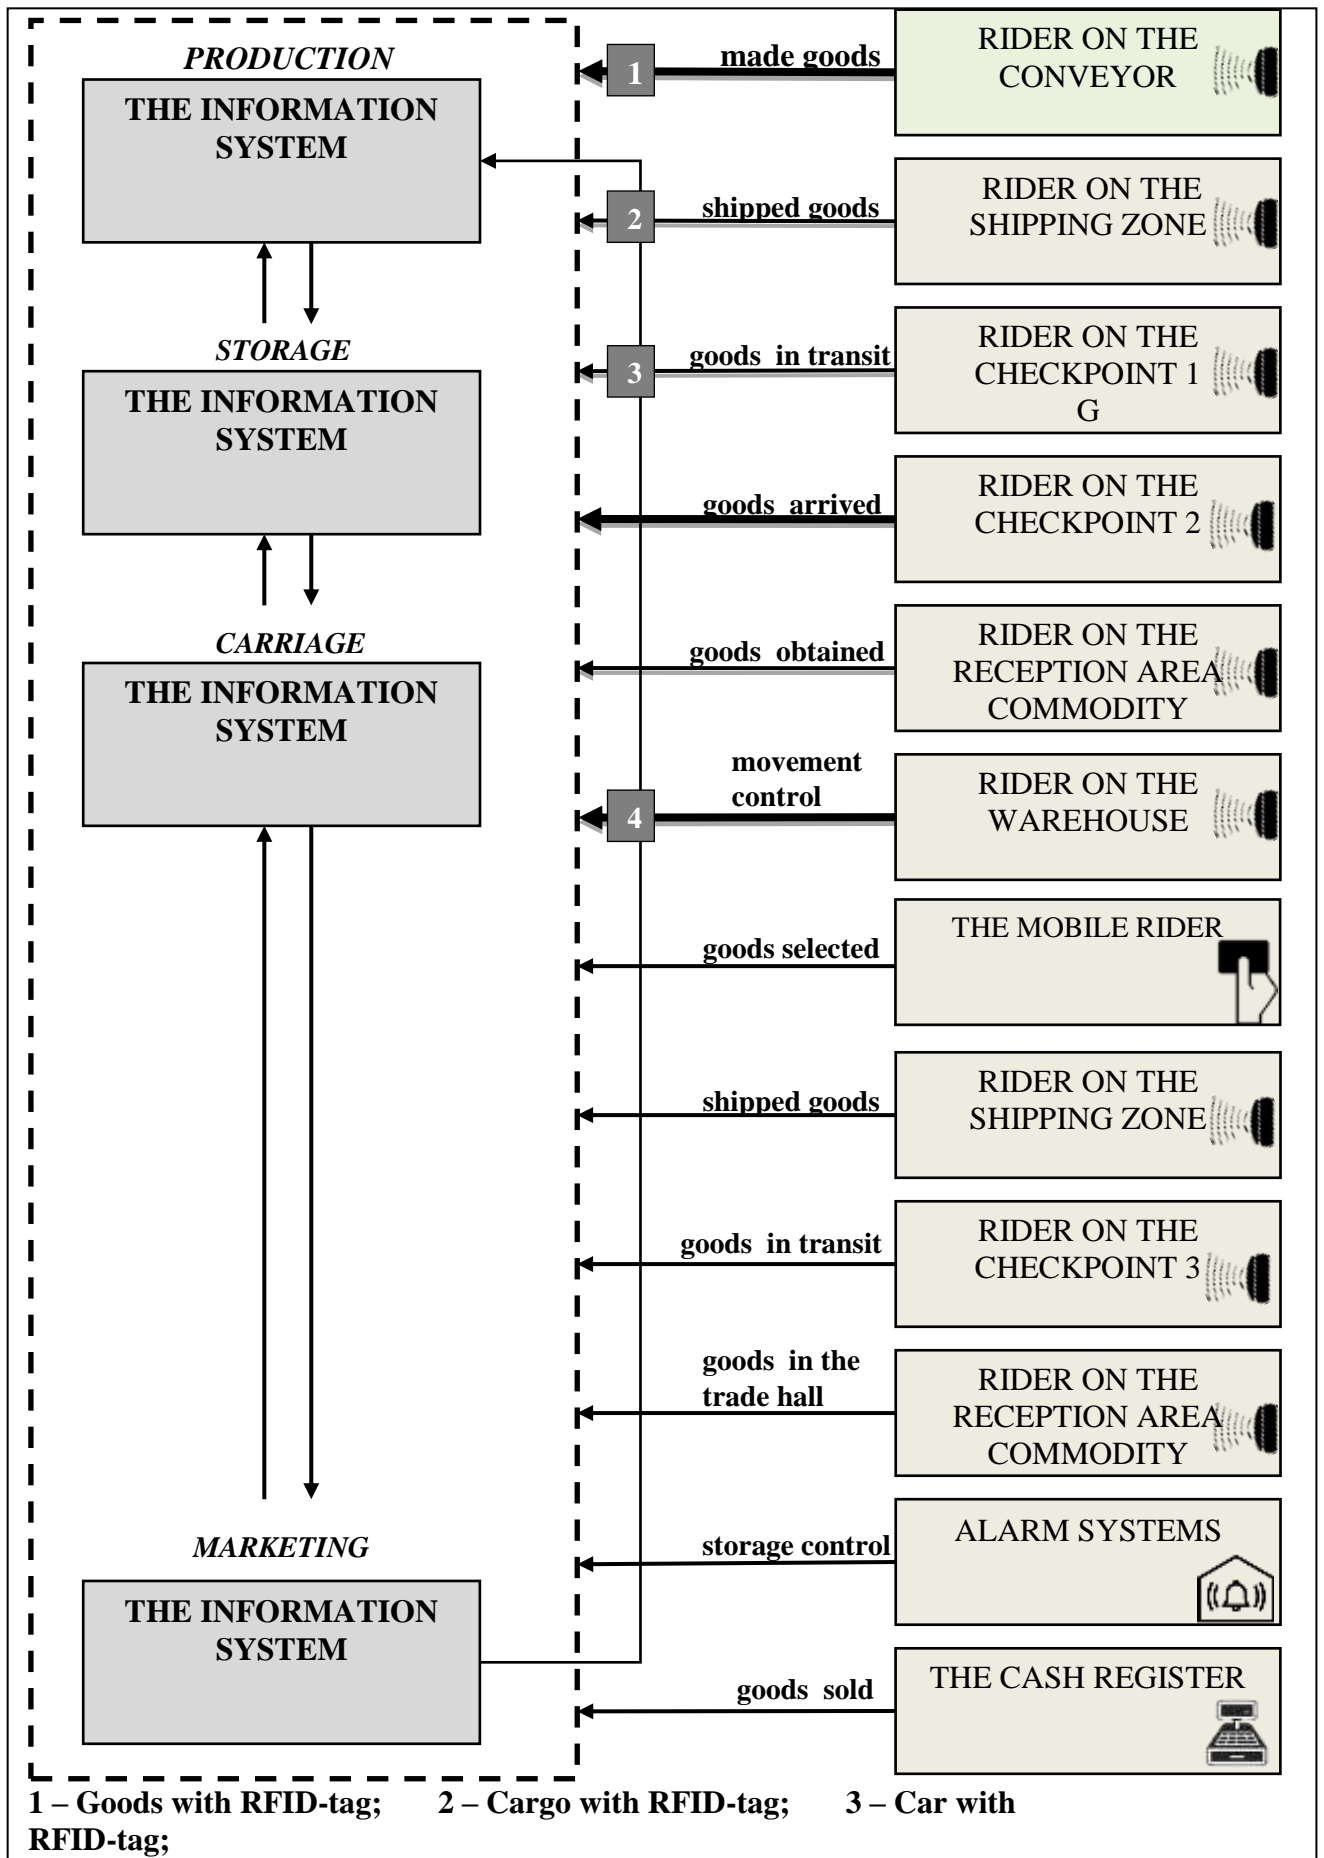 PRODUCTION
THE INFORMATION
SYSTEM
STORAGE
THE INFORMATION
SYSTEM
CARRIAGE
THE INFORMATION
SYSTEM
MARKETING
THE INFORMATION
SYSTEM
1
made goods
RIDER ON THE
CONVEYOR
2
shipped goods
RIDER ON THE
SHIPPING ZONE
3
goods in transit
RIDER ON THE
CHECKPOINT 1
G
goods arrived
RIDER ON THE
CHECKPOINT 2
goods obtained
RIDER ON THE
RECEPTION AREA
COMMODITY
4
movement
control
RIDER ON THE
WAREHOUSE
goods selected
THE MOBILE RIDER
shipped goods
RIDER ON THE
SHIPPING ZONE
goods in transit
RIDER ON THE
CHECKPOINT 3
goods in the
trade hall
RIDER ON THE
RECEPTION AREA
COMMODITY
storage control
ALARM SYSTEMS
goods sold
THE CASH REGISTER
1 – Goods with RFID-tag; 2 – Cargo with RFID-tag; 3 – Car with
RFID-tag;